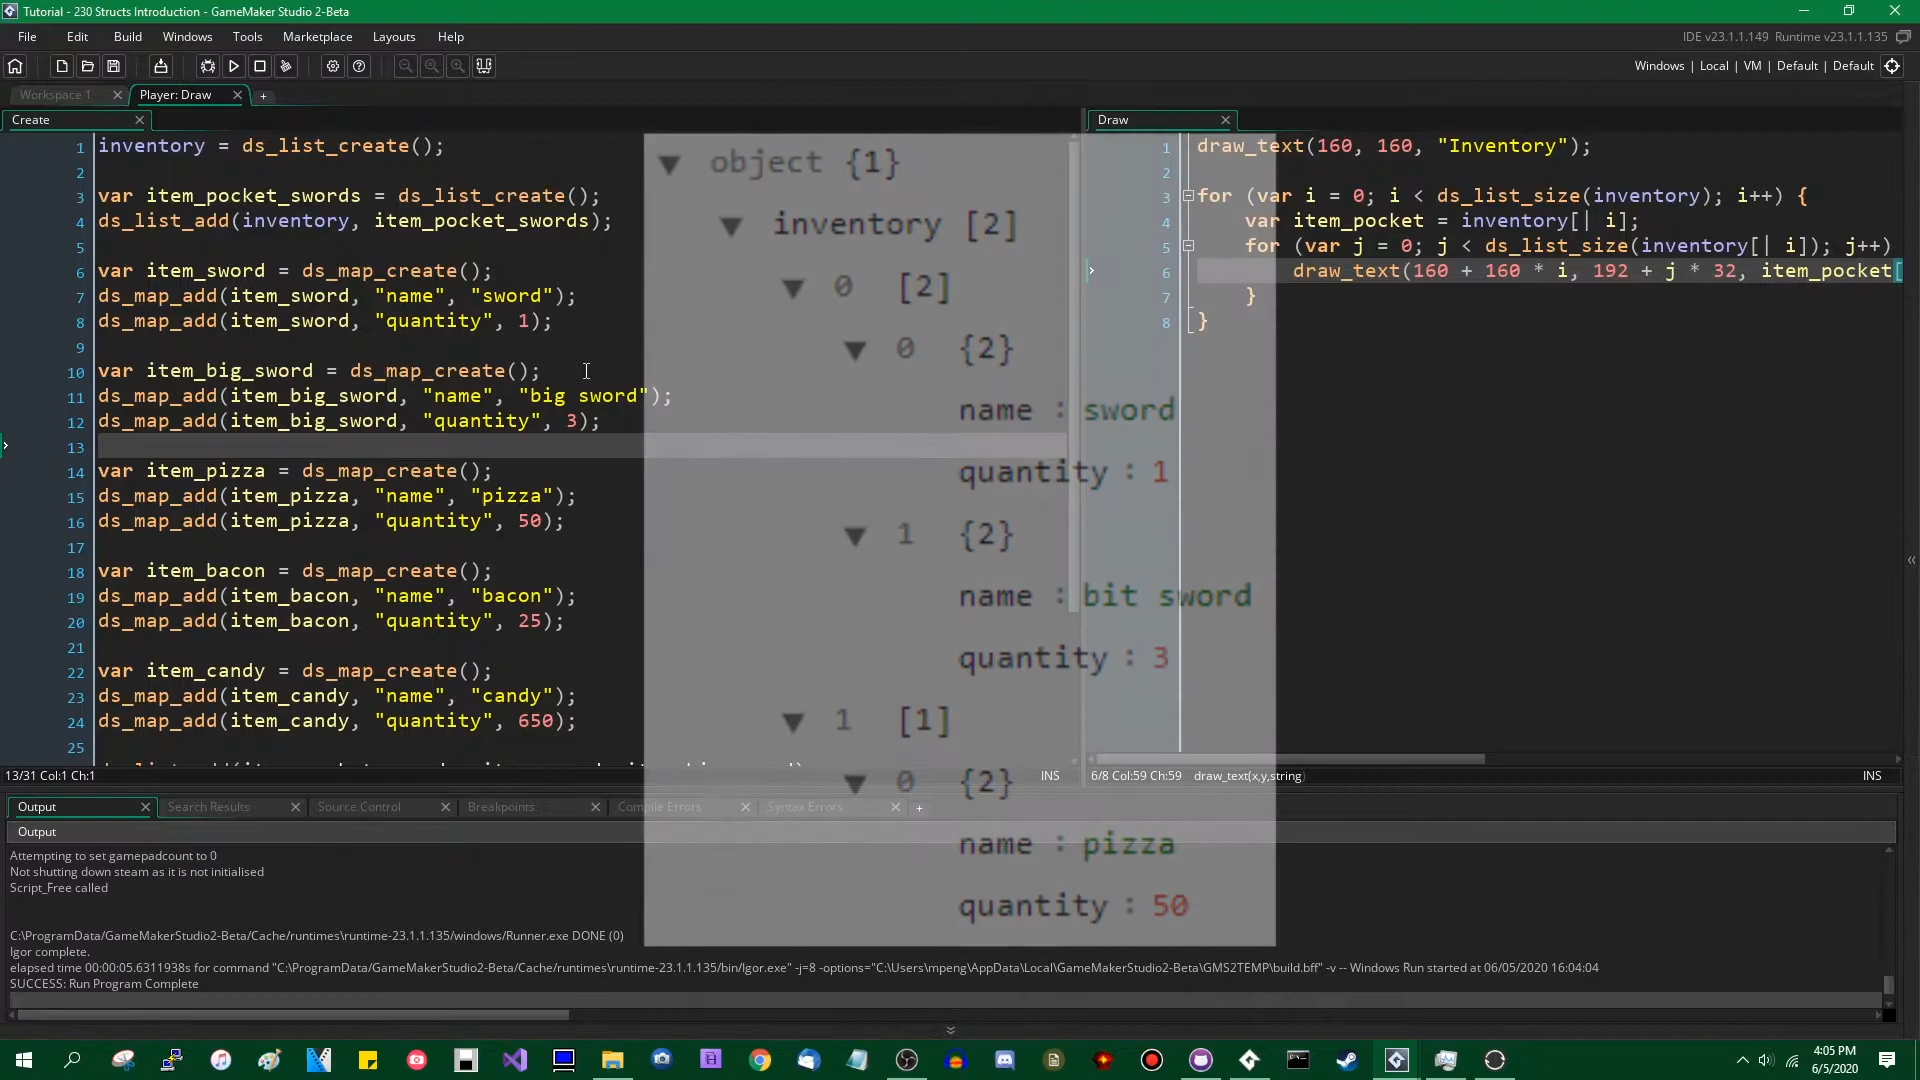 Tutorial - 230 Structs Introduction - GameMaker Studio 2-Beta
File Edit Build Windows Tools Marketplace Layouts Help
IDE v23.1.1.149 Runtime v23.1.1.135
Windows | Local | VM | Default | Default
Workspace 1
Player: Draw
Create
1 inventory = ds_list_create();
2
3 var item_pocket_swords = ds_list_create();
4 ds_list_add(inventory, item_pocket_swords);
5
6 var item_sword = ds_map_create();
7 ds_map_add(item_sword, "name", "sword");
8 ds_map_add(item_sword, "quantity", 1);
9
10 var item_big_sword = ds_map_create();
11 ds_map_add(item_big_sword, "name", "big sword");
12 ds_map_add(item_big_sword, "quantity", 3);
13
14 var item_pizza = ds_map_create();
15 ds_map_add(item_pizza, "name", "pizza");
16 ds_map_add(item_pizza, "quantity", 50);
17
18 var item_bacon = ds_map_create();
19 ds_map_add(item_bacon, "name", "bacon");
20 ds_map_add(item_bacon, "quantity", 25);
21
22 var item_candy = ds_map_create();
23 ds_map_add(item_candy, "name", "candy");
24 ds_map_add(item_candy, "quantity", 650);
25
13/31 Col:1 Ch:1
INS
object {1}
inventory [2]
0 [2]
0 {2}
name : sword
quantity : 1
1 {2}
name : bit sword
quantity : 3
1 [1]
0 {2}
name : pizza
quantity : 50
Draw
1 draw_text(160, 160, "Inventory");
2
3 for (var i = 0; i < ds_list_size(inventory); i++) {
4 var item_pocket = inventory[| i];
5 for (var j = 0; j < ds_list_size(inventory[| i]); j++)
6 draw_text(160 + 160 * i, 192 + j * 32, item_pocket[
7 }
8 }
6/8 Col:59 Ch:59 draw_text(x,y,string)
INS
Output
Search Results
Source Control
Breakpoints
Compile Errors
Syntax Errors
Output
Attempting to set gamepadcount to 0
Not shutting down steam as it is not initialised
Script_Free called
C:\ProgramData/GameMakerStudio2-Beta/Cache/runtimes\runtime-23.1.1.135/windows/Runner.exe DONE (0)
Igor complete.
elapsed time 00:00:05.6311938s for command "C:\ProgramData/GameMakerStudio2-Beta/Cache/runtimes\runtime-23.1.1.135/bin/Igor.exe" -j=8 -options="C:\Users\mpeng\AppData\Local\GameMakerStudio2-Beta\GMS2TEMP\build.bff" -v -- Windows Run started at 06/05/2020 16:04:04
SUCCESS: Run Program Complete
4:05 PM
6/5/2020